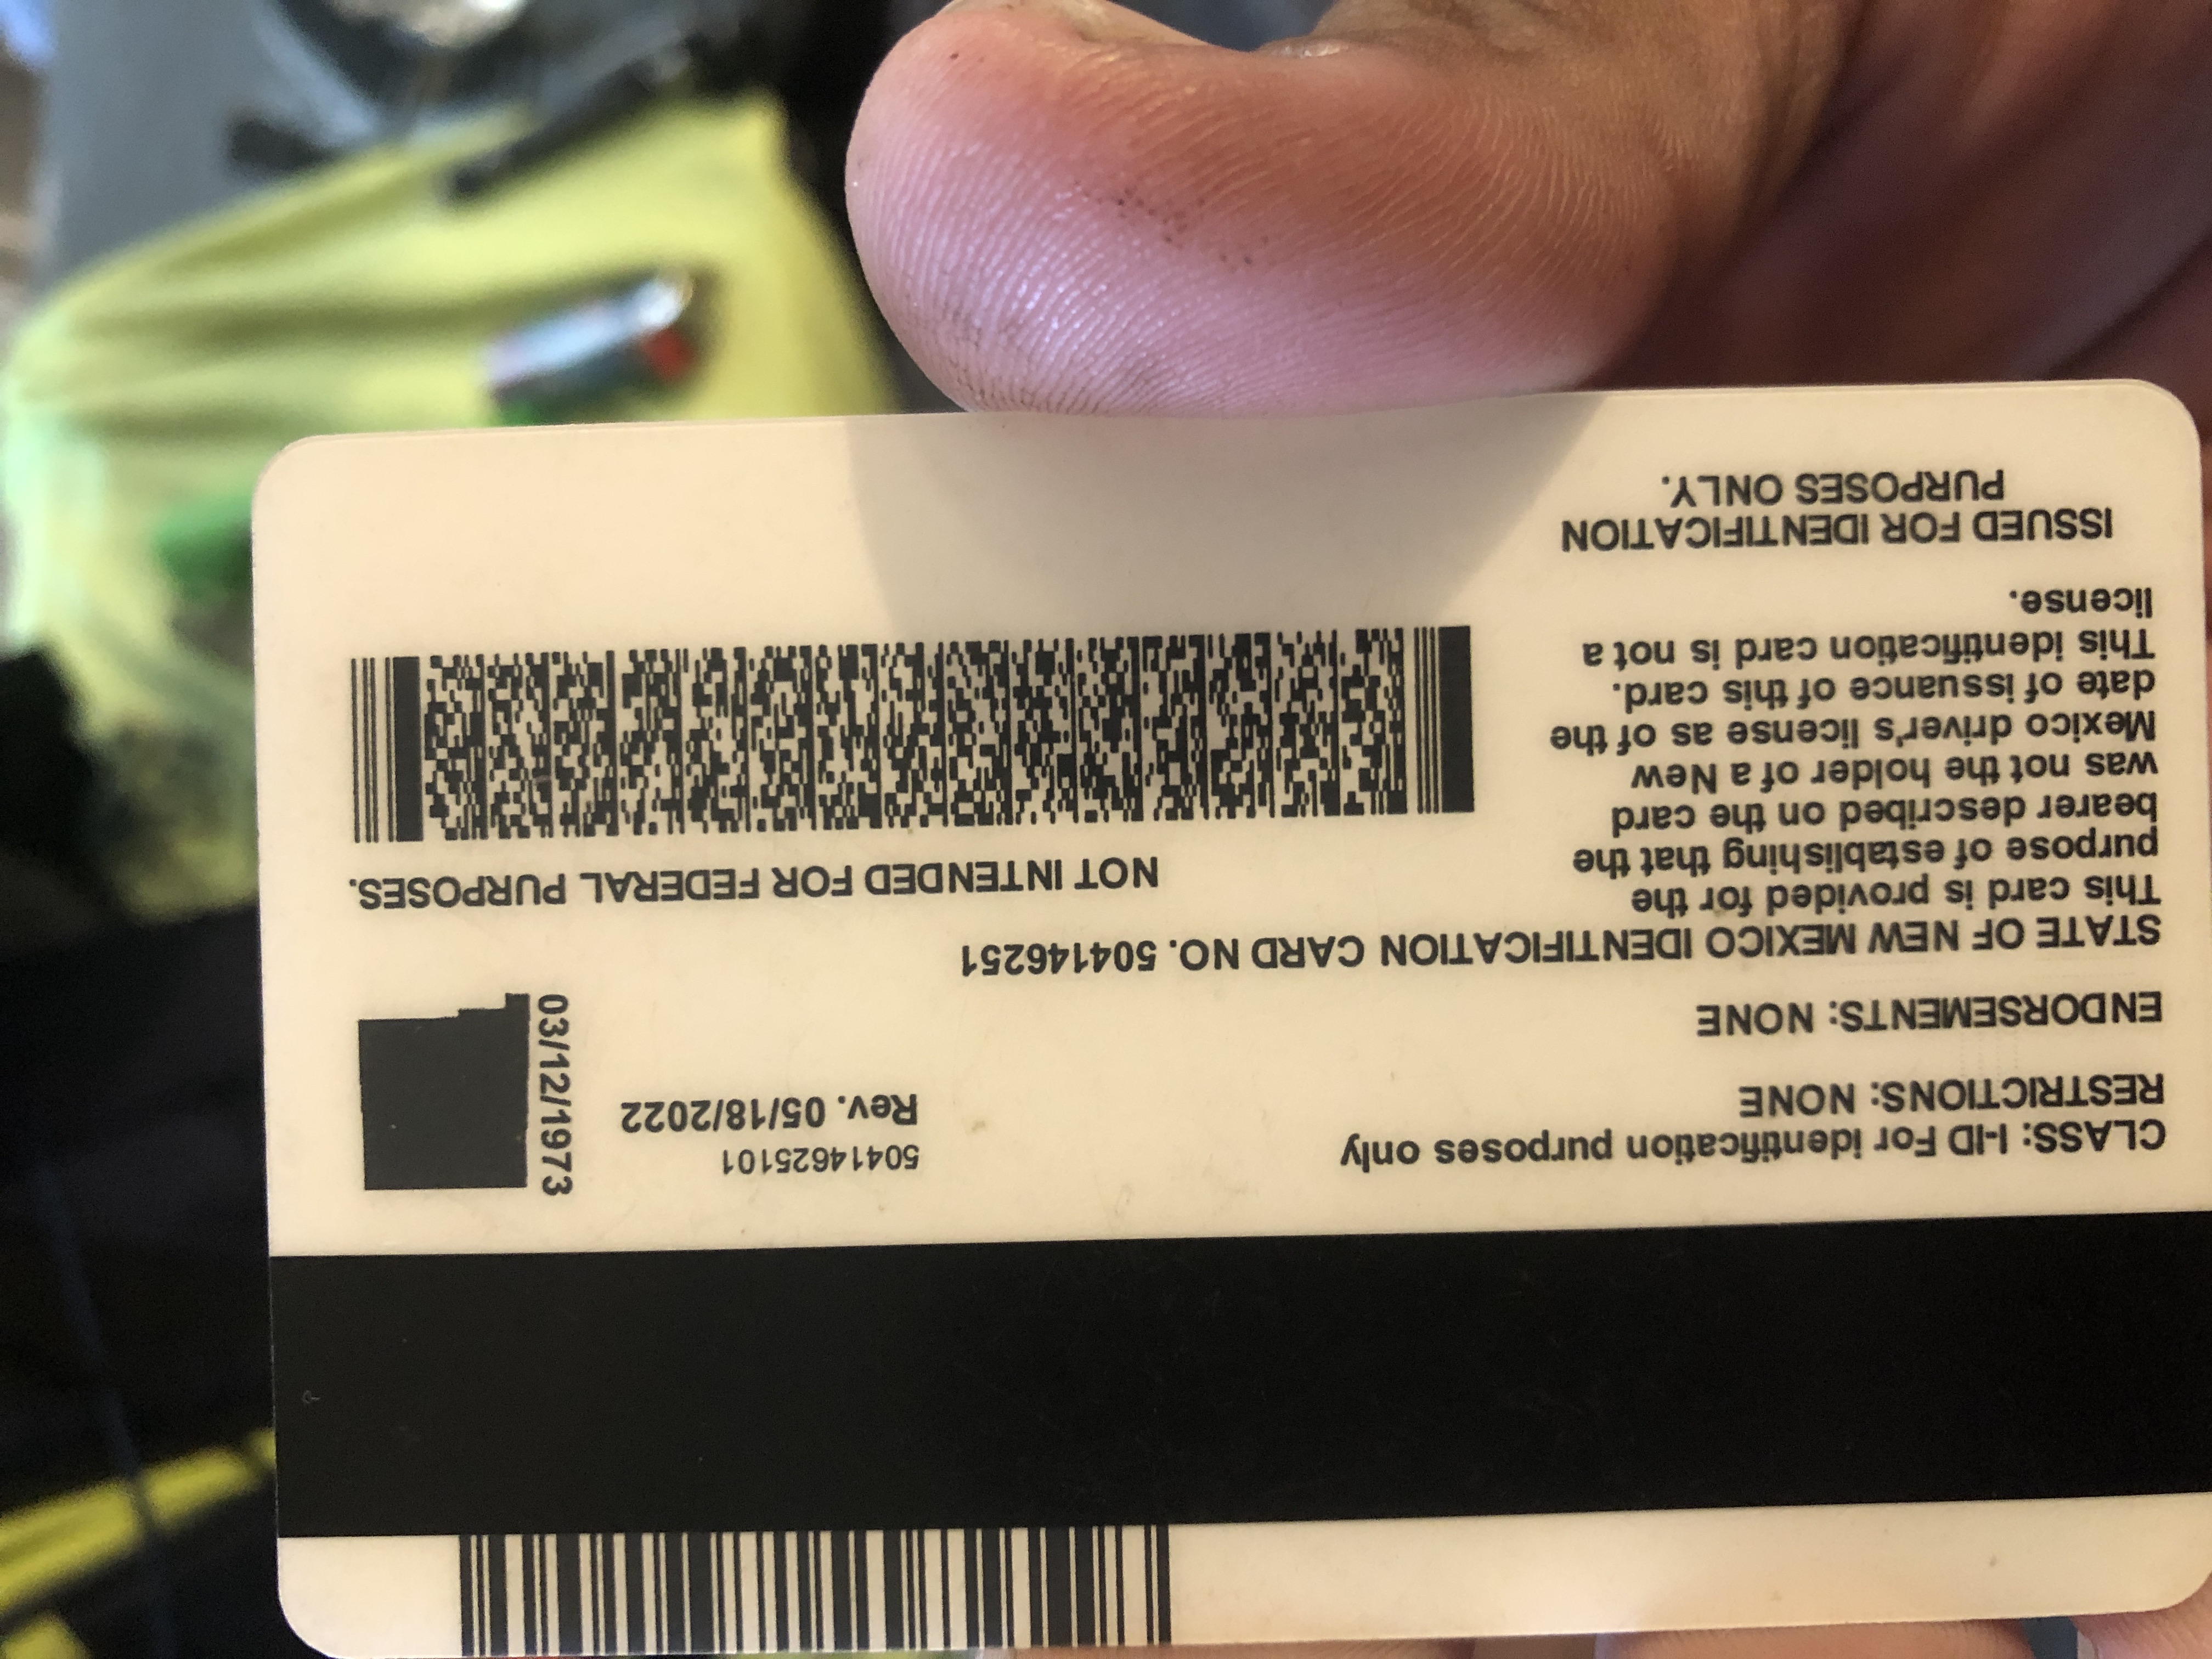 CLASS: I-ID For identification purposes only
RESTRICTIONS: NONE
ENDORSEMENTS: NONE
50414625101
Rev. 05/18/2022
03/12/1973
STATE OF NEW MEXICO IDENTIFICATION CARD NO. 504146251
This card is provided for the
purpose of establishing that the
bearer described on the card
was not the holder of a New
Mexico driver's license as of the
date of issuance of this card.
This identification card is not a
license.
ISSUED FOR IDENTIFICATION
PURPOSES ONLY.
NOT INTENDED FOR FEDERAL PURPOSES.